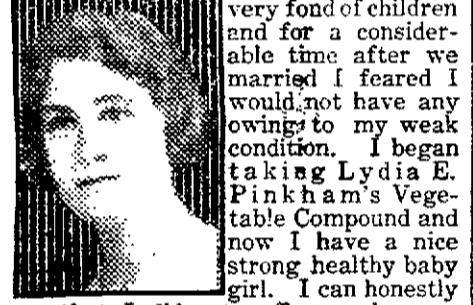 very fond of children
and for a consider-
able time after we
married I feared I
would not have any
owing to my weak
condition. I began
taking Lydia E.
Pinkham's Vege-
table Compound and
now I have a nice
strong healthy baby
girl. I can honestly